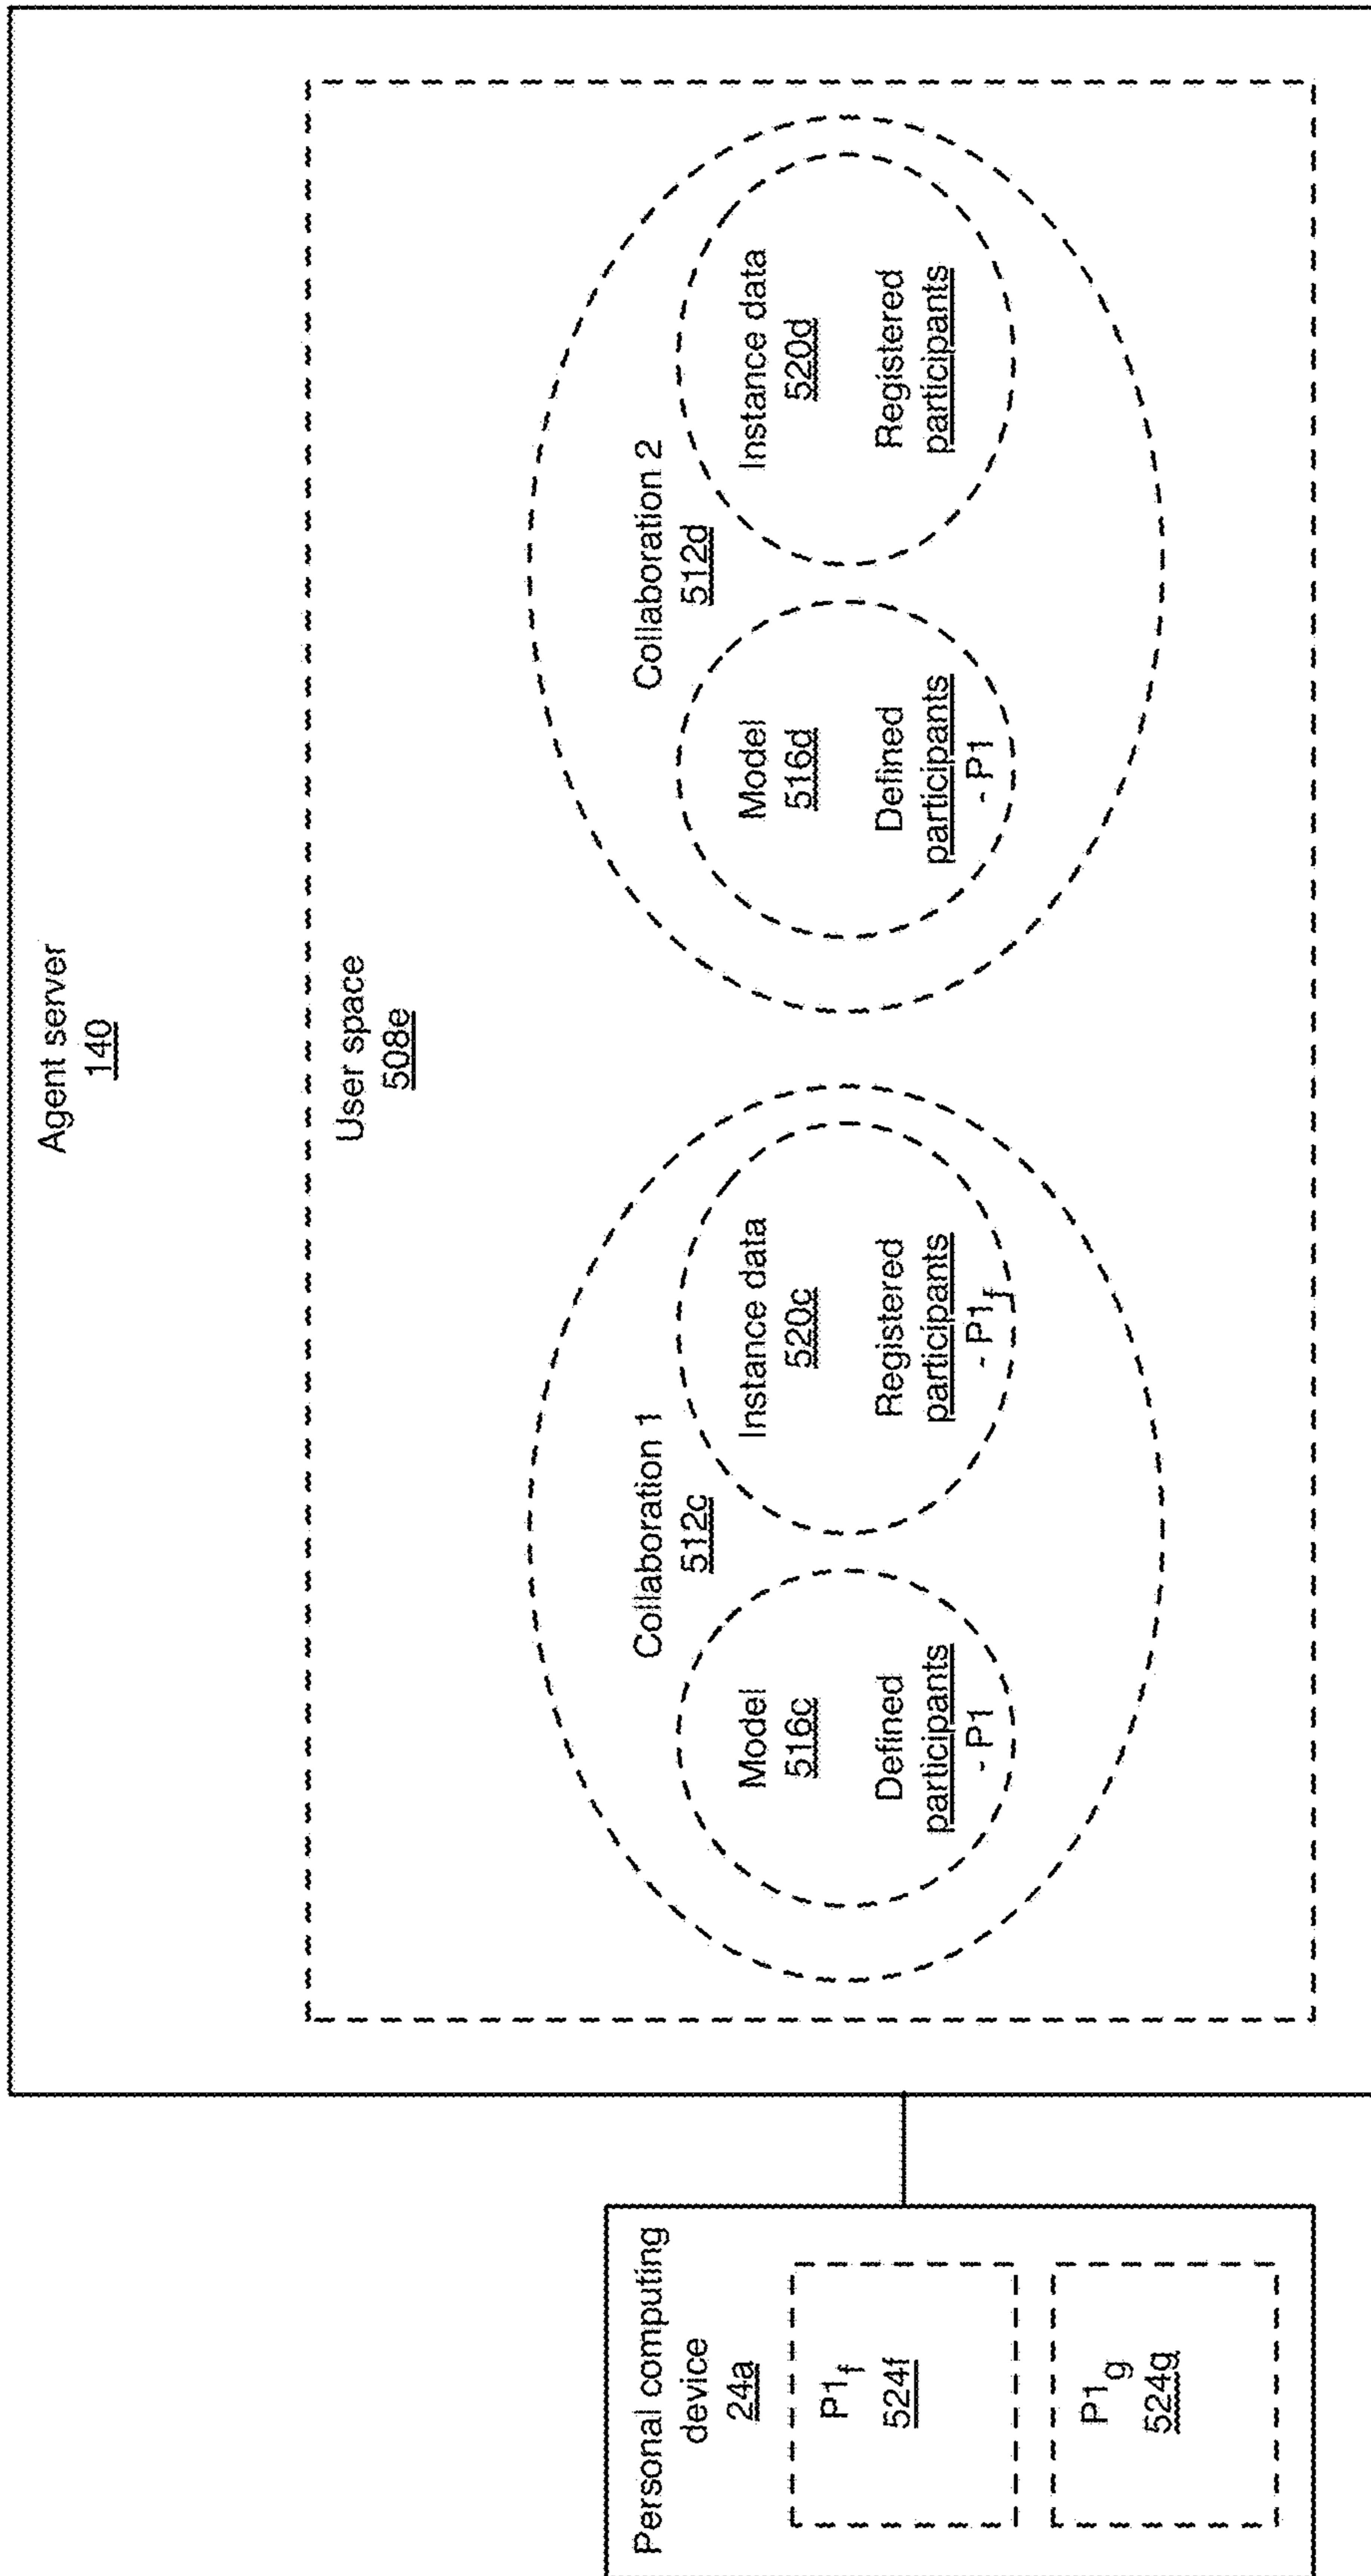 Agent server
140
User space
508e
Collaboration 1
512c
Model
516c
Defined
participants
- P1
Instance data
520c
Registered
participants
- P1f
Collaboration 2
512d
Model
516d
Defined
participants
- P1
Instance data
520d
Registered
participants
Personal computing
device
24a
P1f
524f
P1g
524g